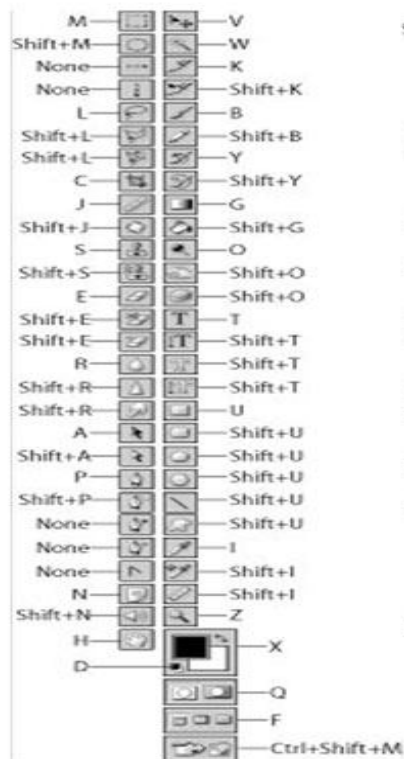 M V
Shift+M W
None K
None Shift+K
L B
Shift+L Shift+B
Shift+L Y
C Shift+Y
J G
Shift+J Shift+G
S O
Shift+S Shift+O
E Shift+O
Shift+E T T
Shift+E T Shift+T
R T Shift+T
Shift+R T Shift+T
Shift+R U
A Shift+U
Shift+A Shift+U
P Shift+U
Shift+P Shift+U
None Shift+U
None I
None Shift+I
N Shift+I
Shift+N Z
H X
D
Q
F
Ctrl+Shift+M